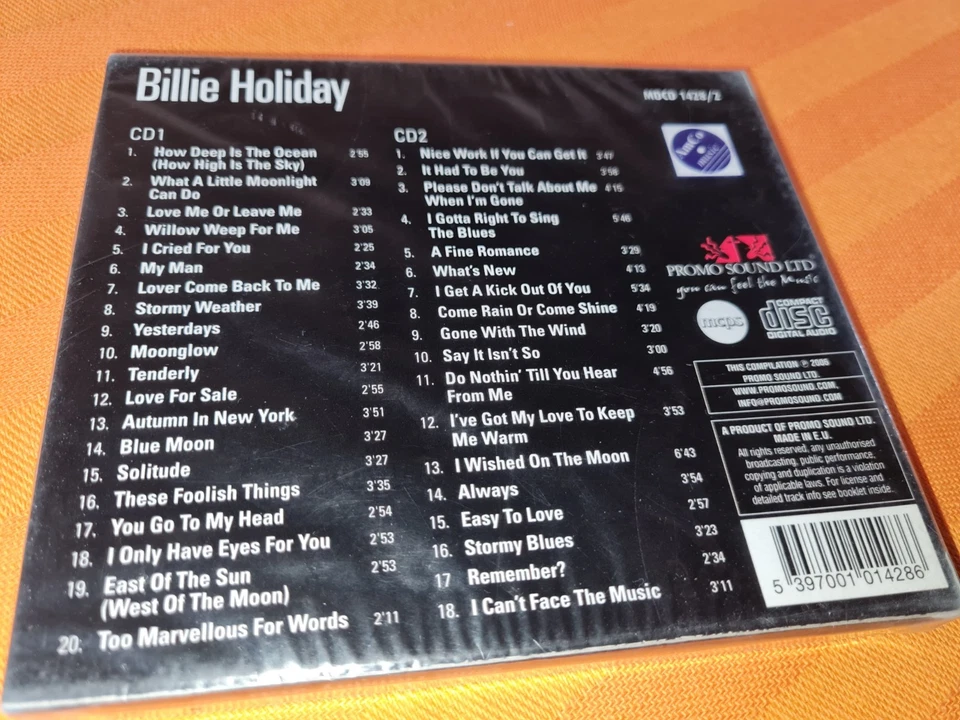 Billie Holiday
1428/2
CD1
1. How Deep Is The Ocean 2'55
(How High Is The Sky)
2. What A Little Moonlight 3'09
Can Do
3. Love Me Or Leave Me 2'33
4. Willow Weep For Me 3'05
5. I Cried For You 2'25
6. My Man 2'34
7. Lover Come Back To Me 3'32
8. Stormy Weather 3'39
9. Yesterdays 2'46
10. Moonglow 2'58
11. Tenderly 3'21
12. Love For Sale 2'55
13. Autumn In New York 3'51
14. Blue Moon 3'27
15. Solitude 3'27
16. These Foolish Things 3'35
17. You Go To My Head 2'54
18. I Only Have Eyes For You 2'53
19. East Of The Sun 2'53
(West Of The Moon)
20. Too Marvellous For Words 2'11
CD2
1. Nice Work If You Can Get It 3'47
2. It Had To Be You 3'58
3. Please Don't Talk About Me 4'15
When I'm Gone
4. I Gotta Right To Sing 5'46
The Blues
5. A Fine Romance 3'29
6. What's New 4'13
7. I Get A Kick Out Of You 5'34
8. Come Rain Or Come Shine 4'19
9. Gone With The Wind 3'20
10. Say It Isn't So 3'00
11. Do Nothin' Till You Hear 4'56
From Me
12. I've Got My Love To Keep 3'53
Me Warm
13. I Wished On The Moon 6'43
14. Always 3'54
15. Easy To Love 2'57
16. Stormy Blues 3'23
17 Remember? 2'34
18. I Can't Face The Music 3'11
AmCo
music
PROMO SOUND LTD
you can feel the Music
mcps
COMPACT
disc
DIGITAL AUDIO
THIS COMPILATION ℗
PROMO SOUND LTD.
WWW.PROMOSOUND.COM
INFO@PROMOSOUND.COM
A PRODUCT OF PROMO SOUND LTD.
MADE IN E.U.
All rights reserved, any unauthorised
broadcasting, public performance,
copying and duplication is a violation
of applicable laws. For license and
detailed track info see booklet inside.
5 397001 014286